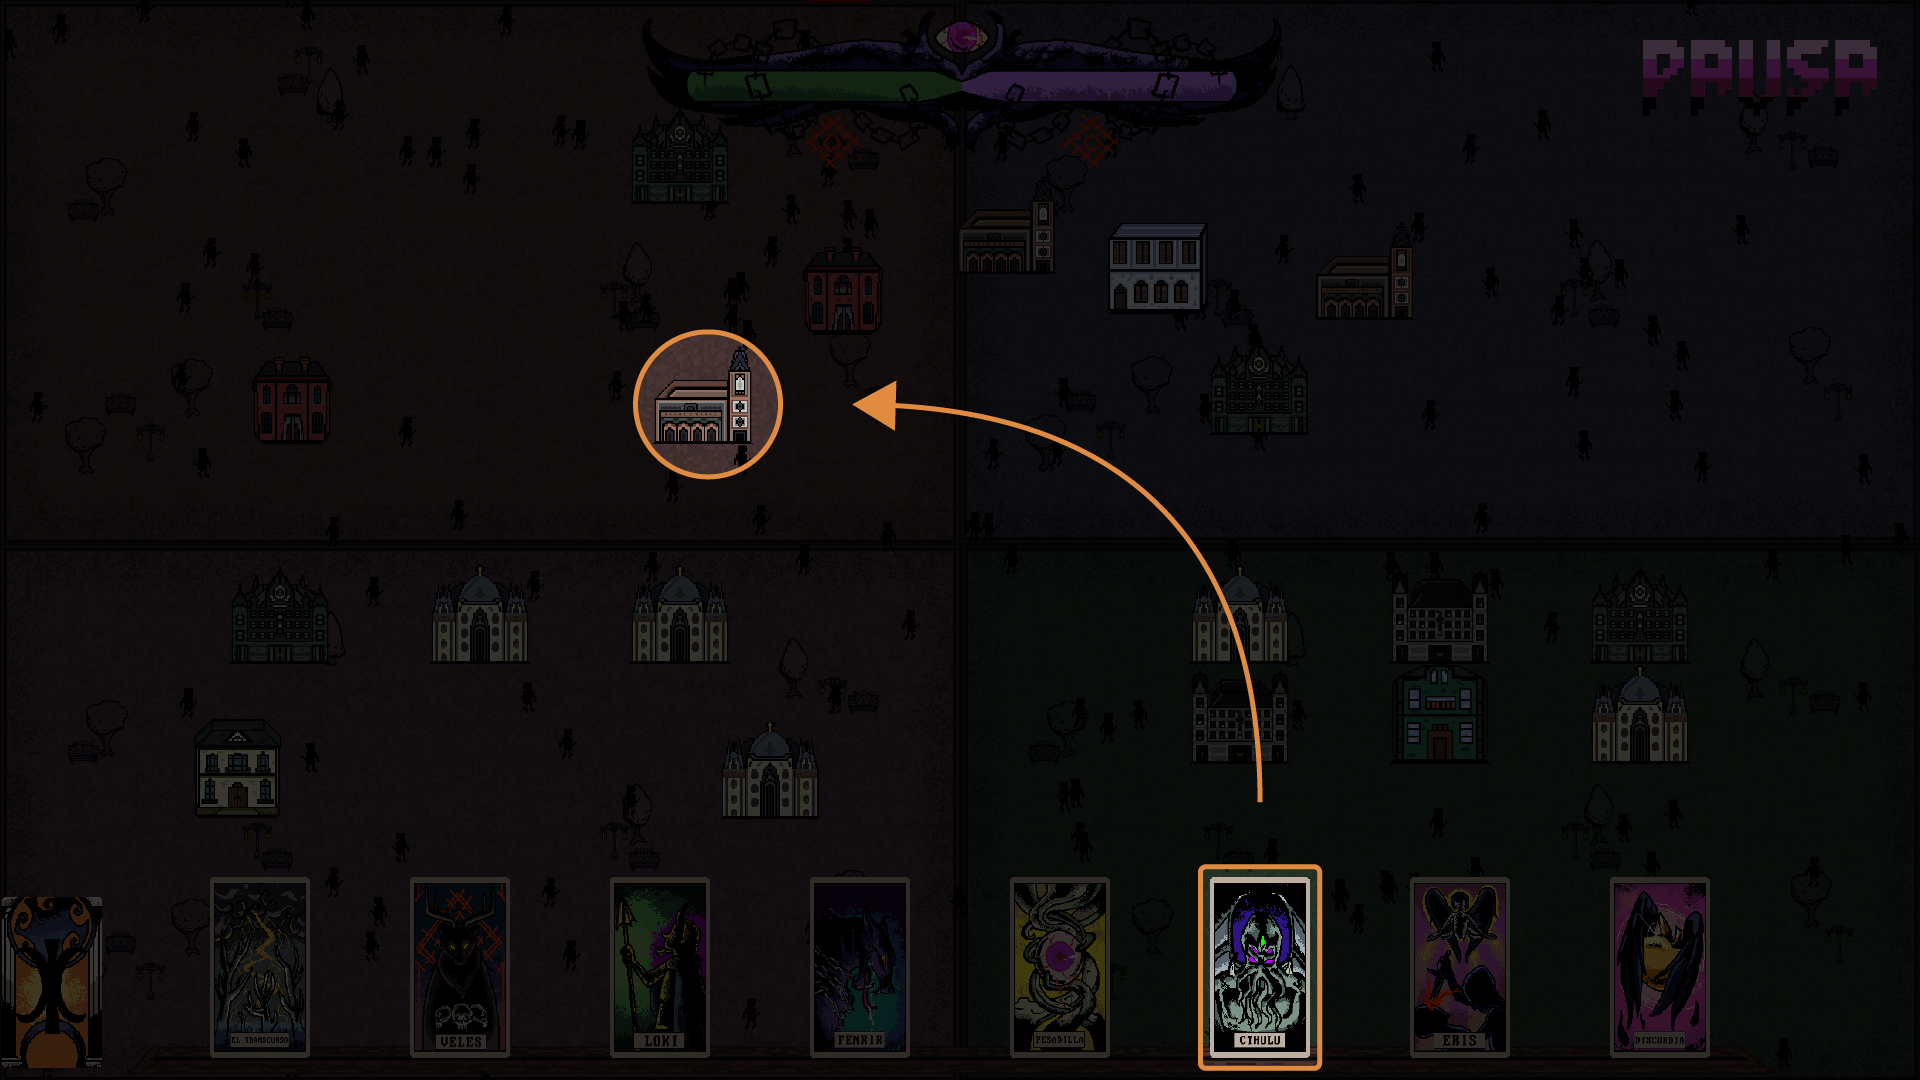 PAUSA
EL TRANSCURSO
VELES
LOKI
FENRIR
PESADILLA
CTHULU
ERIS
DISCORDIA